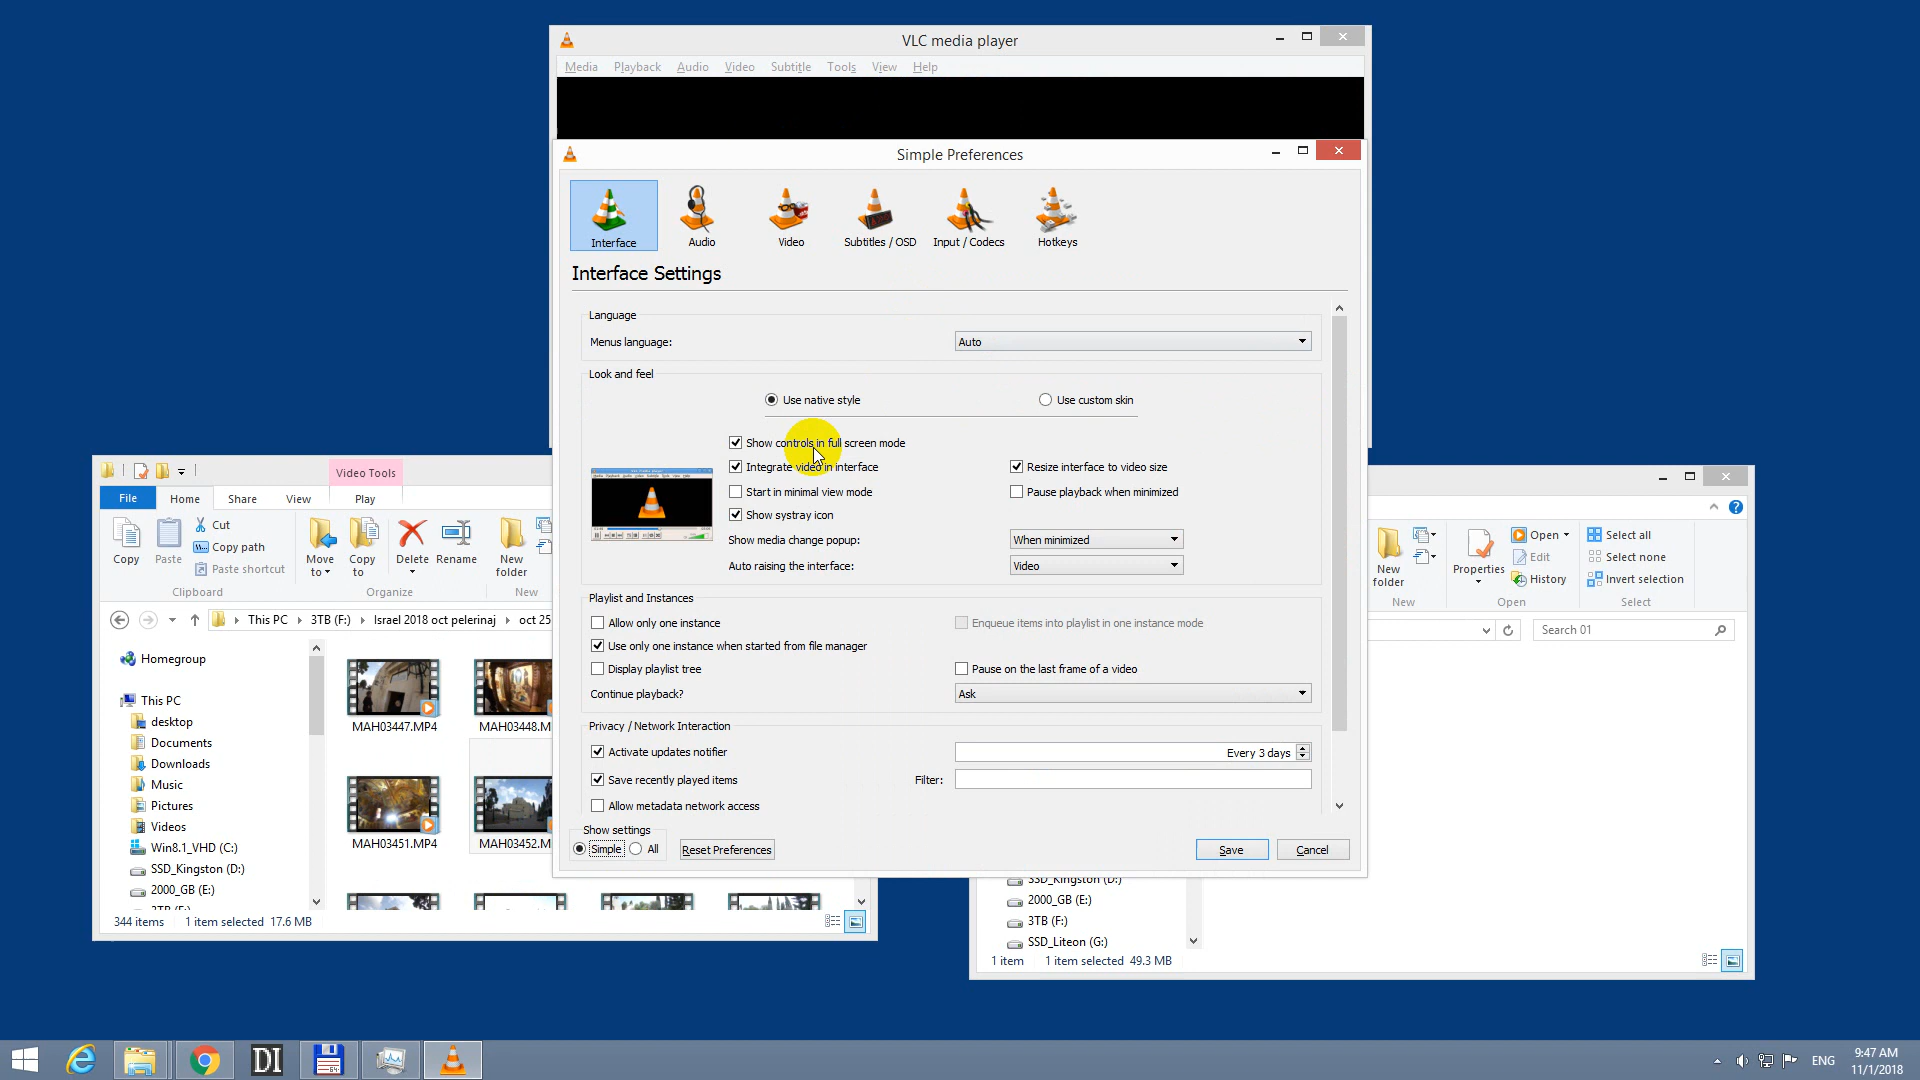 VLC media player
Media Playback Audio Video Subtitle Tools View Help
Simple Preferences
Interface Audio Video Subtitles / OSD Input / Codecs Hotkeys
Interface Settings
Language
Menus language: Auto
Look and feel
Use native style Use custom skin
Show controls in full screen mode
Integrate video in interface Resize interface to video size
Start in minimal view mode Pause playback when minimized
Show systray icon
Show media change popup: When minimized
Auto raising the interface: Video
Playlist and Instances
Allow only one instance Enqueue items into playlist in one instance mode
Use only one instance when started from file manager
Display playlist tree Pause on the last frame of a video
Continue playback? Ask
Privacy / Network Interaction
Activate updates notifier Every 3 days
Save recently played items Filter:
Allow metadata network access
Show settings
Simple All Reset Preferences Save Cancel
Video Tools
File Home Share View Play
Cut
Copy path
Paste shortcut
Copy Paste Move to Copy to Delete Rename New folder
Clipboard Organize New
This PC 3TB (F:) Israel 2018 oct pelerinaj oct 25
Homegroup
This PC
desktop
Documents
Downloads
Music
Pictures
Videos
Win8.1_VHD (C:)
SSD_Kingston (D:)
2000_GB (E:)
3TB (F:)
MAH03447.MP4 MAH03448.M
MAH03451.MP4 MAH03452.M
344 items 1 item selected 17.6 MB
New folder Properties Open Edit History Select all Select none Invert selection
New Open Select
Search 01
SSD_Kingston (D:)
2000_GB (E:)
3TB (F:)
SSD_Liteon (G:)
1 item 1 item selected 49.3 MB
DI
64
ENG
9:47 AM
11/1/2018